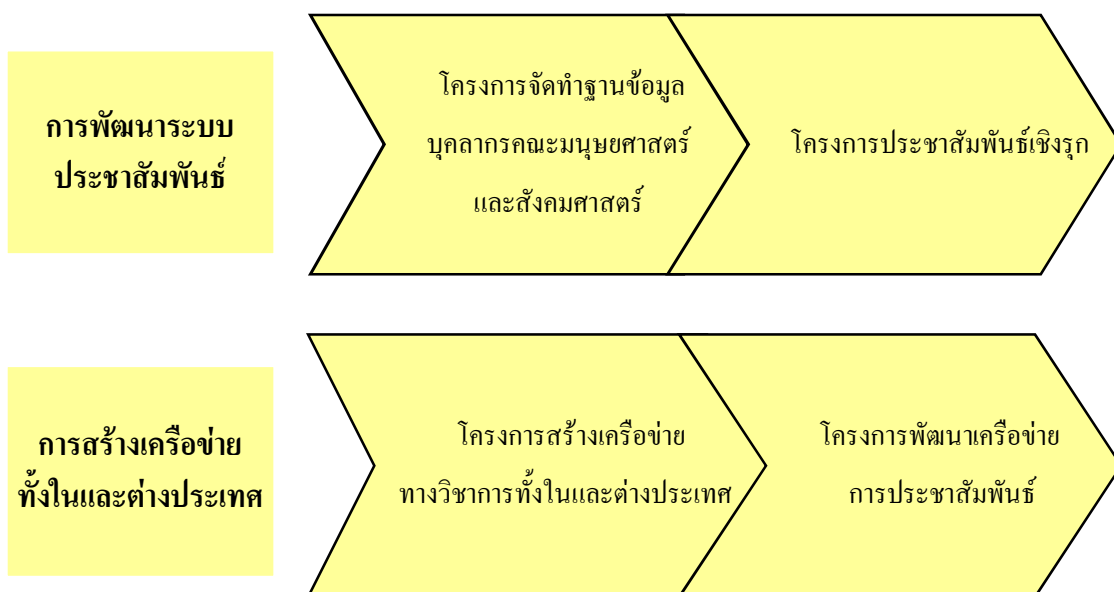 การพัฒนาระบบ
ประชาสัมพันธ์
โครงการจัดทำฐานข้อมูล
บุคลากรคณะมนุษยศาสตร์
และสังคมศาสตร์
โครงการประชาสัมพันธ์เชิงรุก
การสร้างเครือข่าย
ทั้งในและต่างประเทศ
โครงการสร้างเครือข่าย
ทางวิชาการทั้งในและต่างประเทศ
โครงการพัฒนาเครือข่าย
การประชาสัมพันธ์